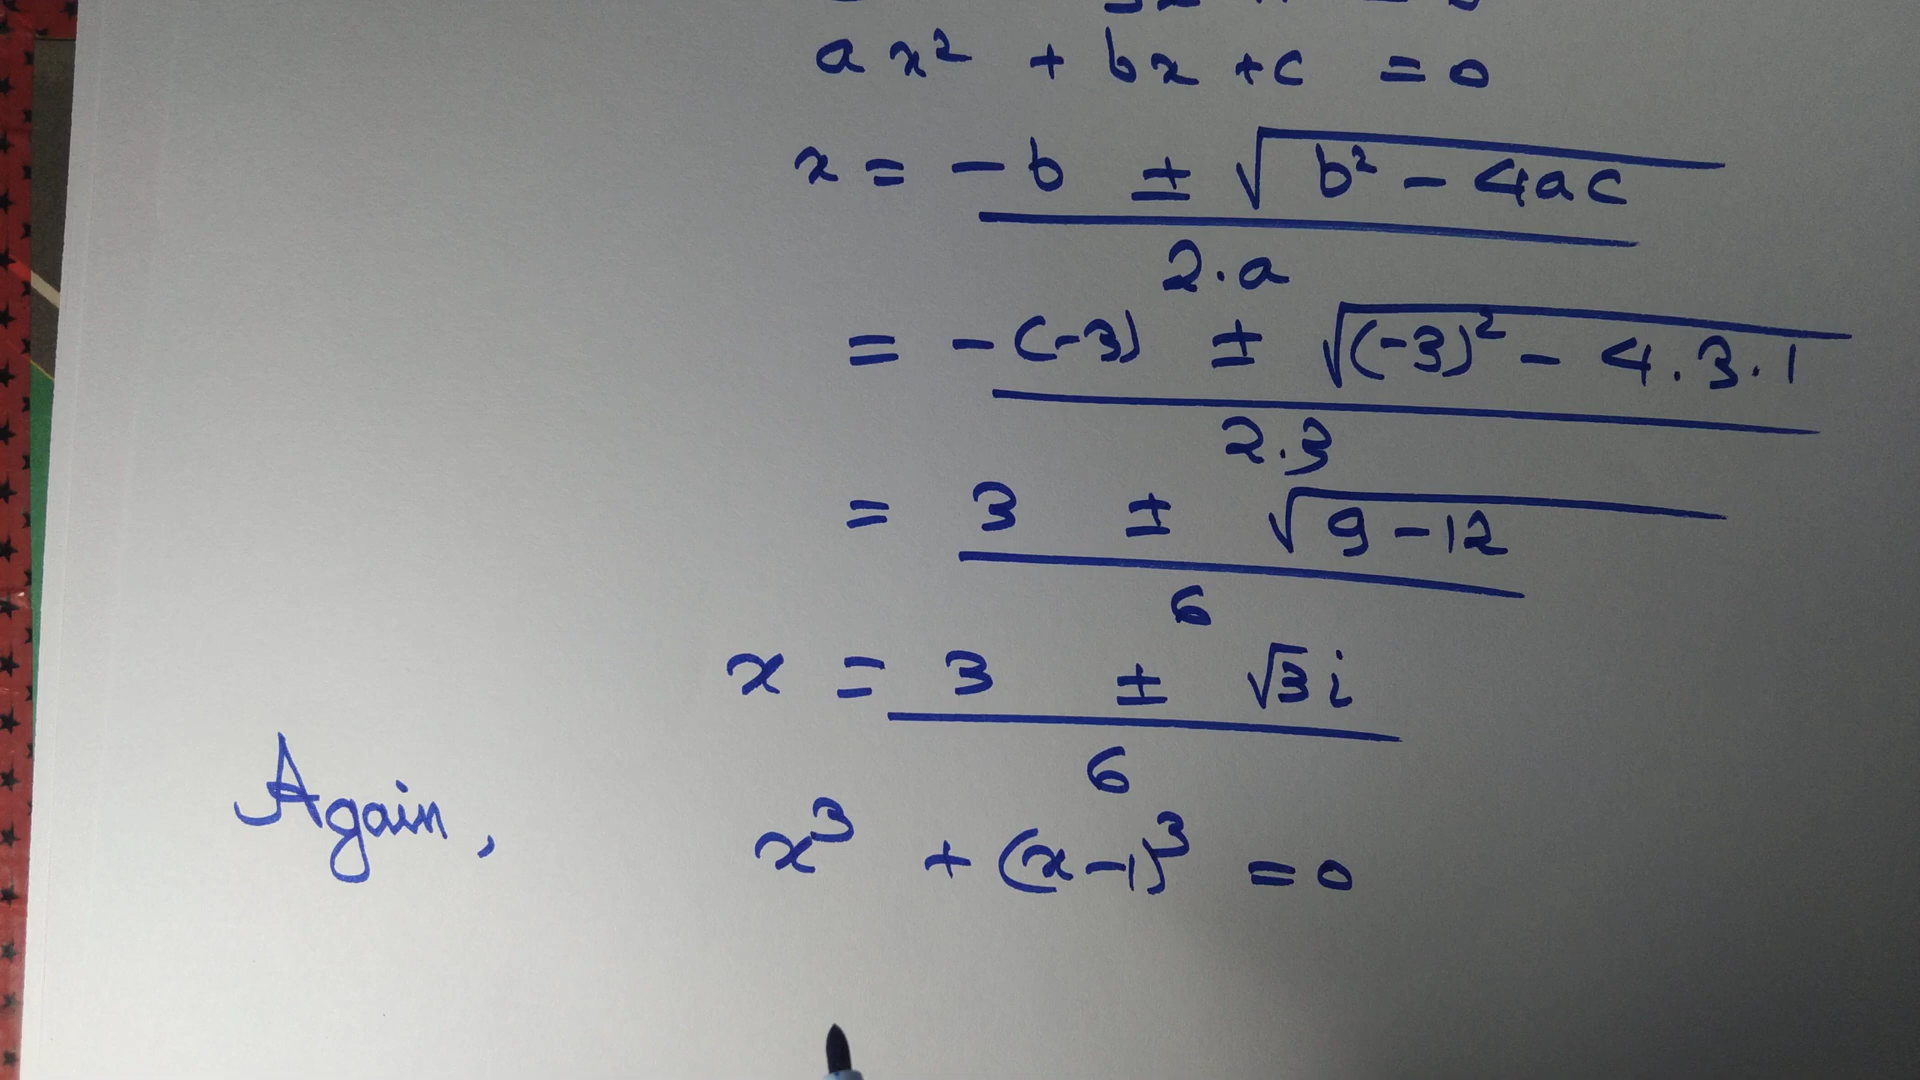 ax² + bx + c = 0
x = -b ± √(b² - 4ac)
2.a
= -(-3) ± √((-3)² - 4.3.1)
2.3
= 3 ± √(9-12)
6
x = 3 ± √3i
6
Again, x³ + (x-1)³ = 0